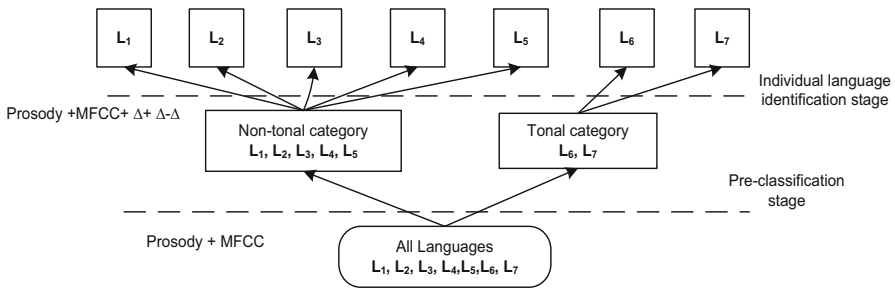 L₁ L₂ L₃ L₄ L₅ L₆ L₇
Individual language
identification stage
Prosody +MFCC+ Δ+ Δ-Δ
Non-tonal category
L₁, L₂, L₃, L₄, L₅
Tonal category
L₆, L₇
Pre-classification
stage
Prosody + MFCC
All Languages
L₁, L₂, L₃, L₄,L₅,L₆, L₇